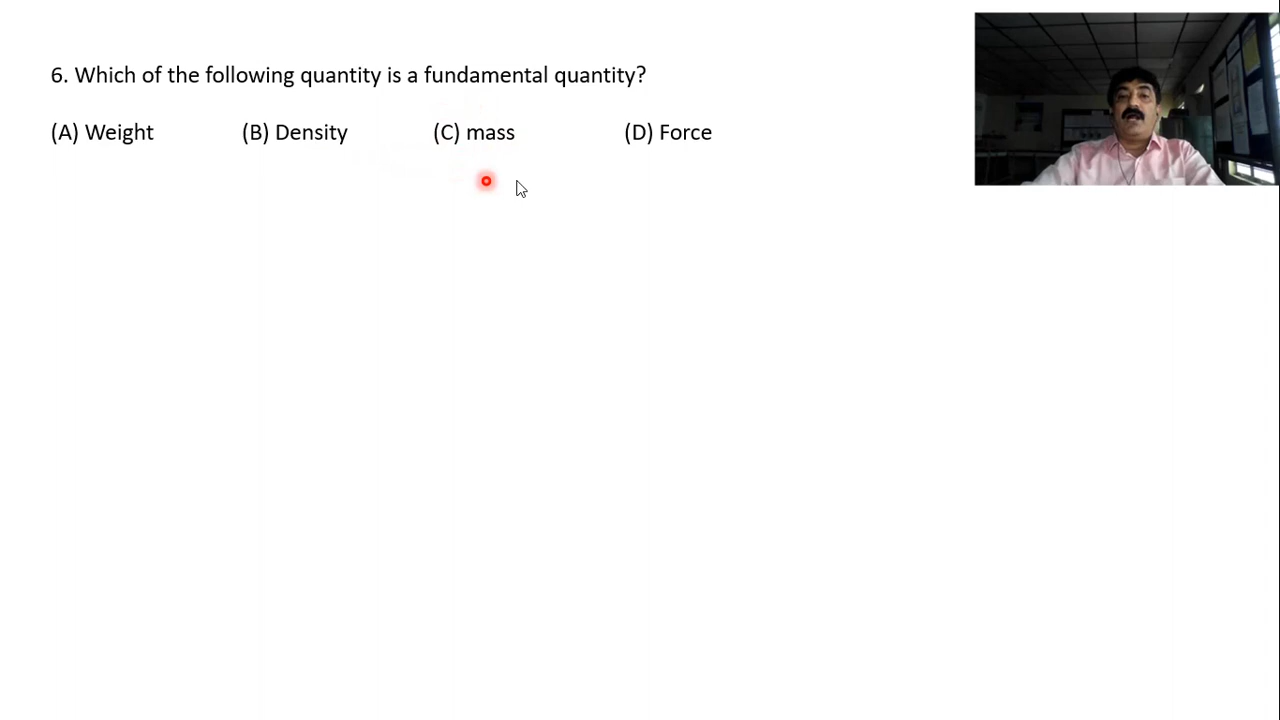 6. Which of the following quantity is a fundamental quantity?
(A) Weight (B) Density (C) mass (D) Force